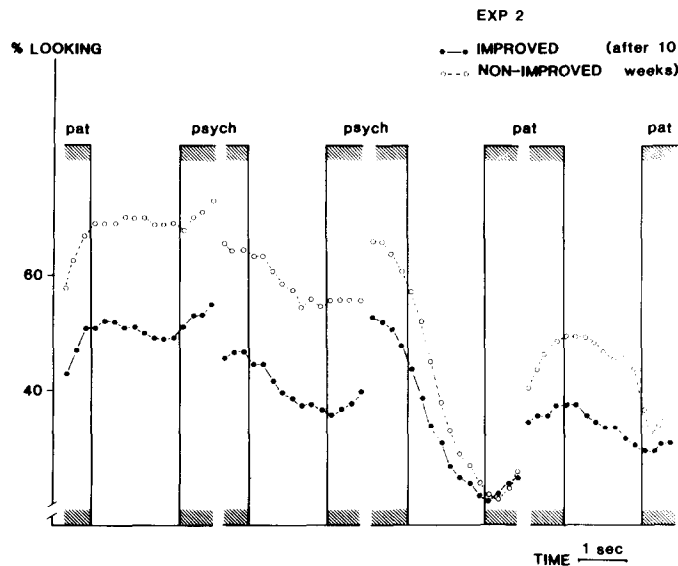 EXP 2
% LOOKING
IMPROVED (after 10
NON-IMPROVED weeks)
pat psych psych pat pat
60
40
TIME 1 sec